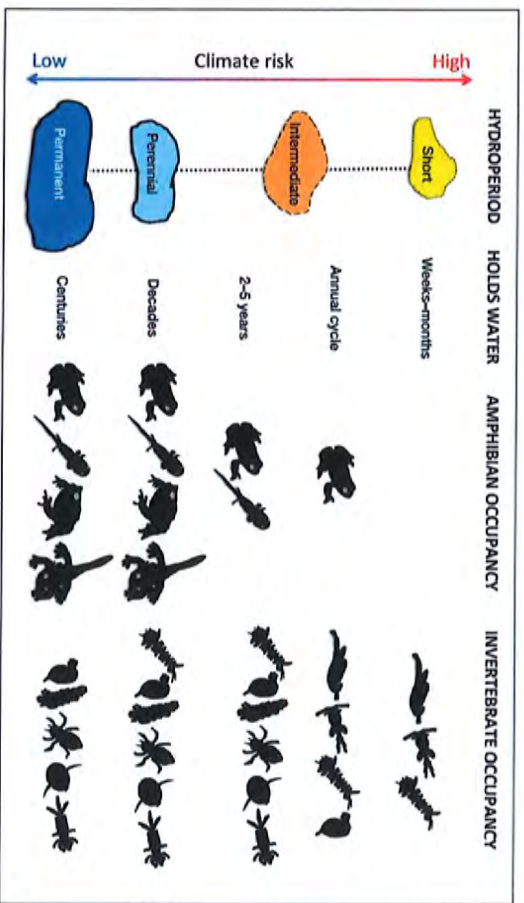 HYDROPERIOD HOLDS WATER AMPHIBIAN OCCUPANCY INVERTEBRATE OCCUPANCY
High
Climate risk
Low
Short
Weeks–months
Intermediate
Annual cycle
2–5 years
Perennial
Decades
Permanent
Centuries